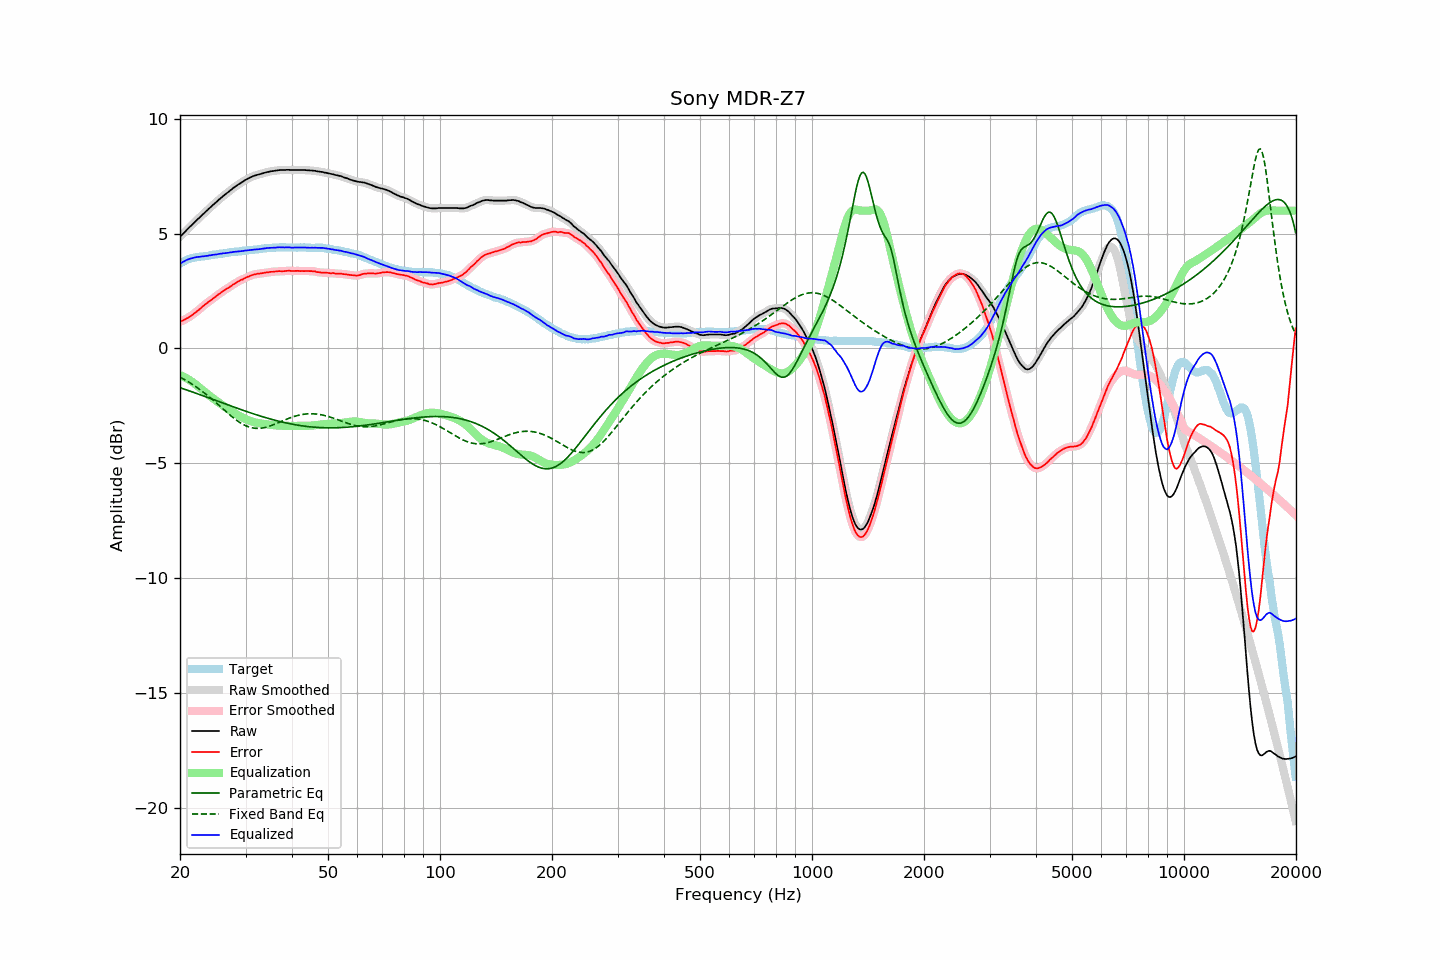 Sony MDR-Z7
10
5
0
−5
−10
−15
−20
Amplitude (dBr)
Target
Raw Smoothed
Error Smoothed
Raw
Error
Equalization
Parametric Eq
Fixed Band Eq
Equalized
20 50 100 200 500 1000 2000 5000 10000 20000
Frequency (Hz)